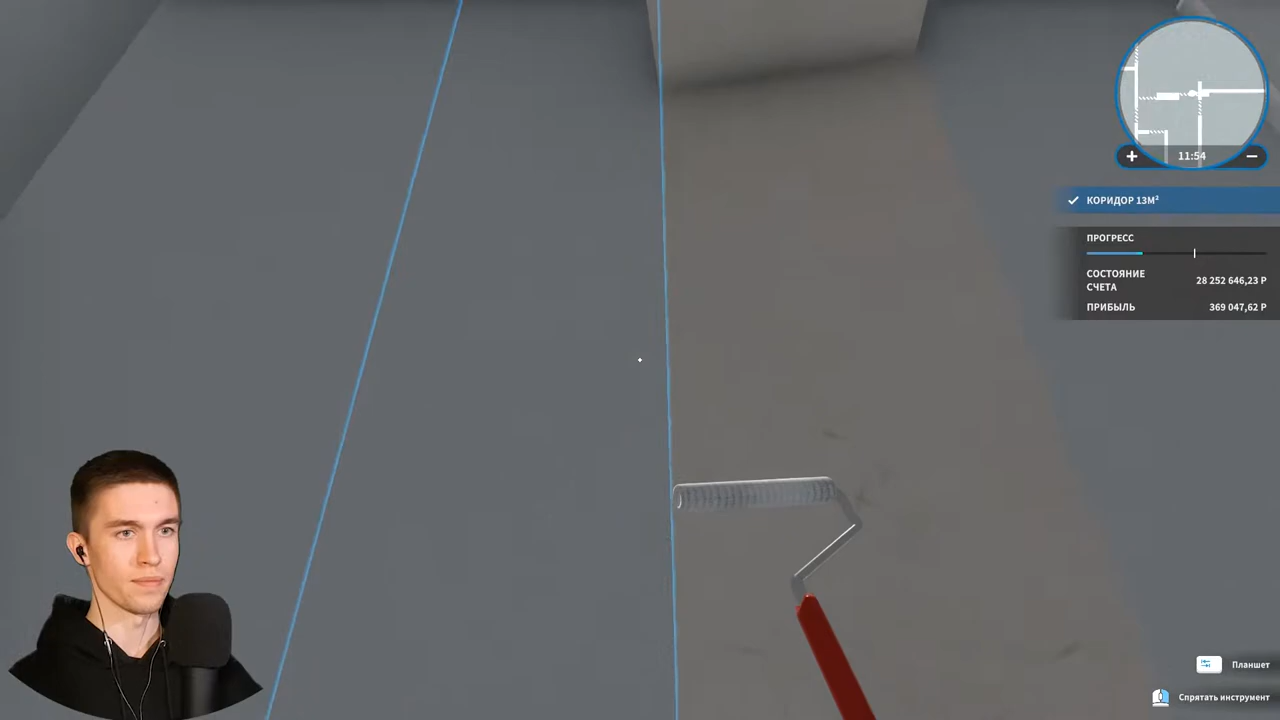 + 11:54 −
КОРИДОР 13М²
ПРОГРЕСС
СОСТОЯНИЕ
СЧЕТА
28 252 646,23 Р
ПРИБЫЛЬ 369 047,62 Р
Планшет
Спрятать инструмент